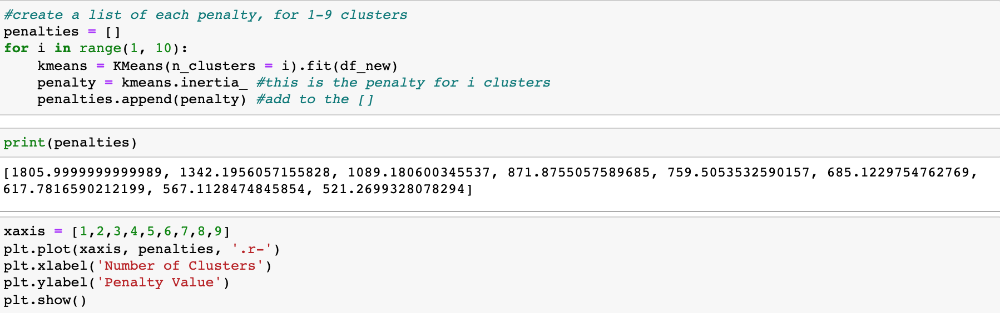 #create a list of each penalty, for 1-9 clusters
penalties = []
for i in range(1, 10):
    kmeans = KMeans(n_clusters = i).fit(df_new)
    penalty = kmeans.inertia_ #this is the penalty for i clusters
    penalties.append(penalty) #add to the []
print(penalties)
[1805.9999999999989, 1342.1956057155828, 1089.180600345537, 871.8755057589685, 759.5053532590157, 685.1229754762769,
617.7816590212199, 567.1128474845854, 521.2699328078294]
xaxis = [1,2,3,4,5,6,7,8,9]
plt.plot(xaxis, penalties, '.r-')
plt.xlabel('Number of Clusters')
plt.ylabel('Penalty Value')
plt.show()